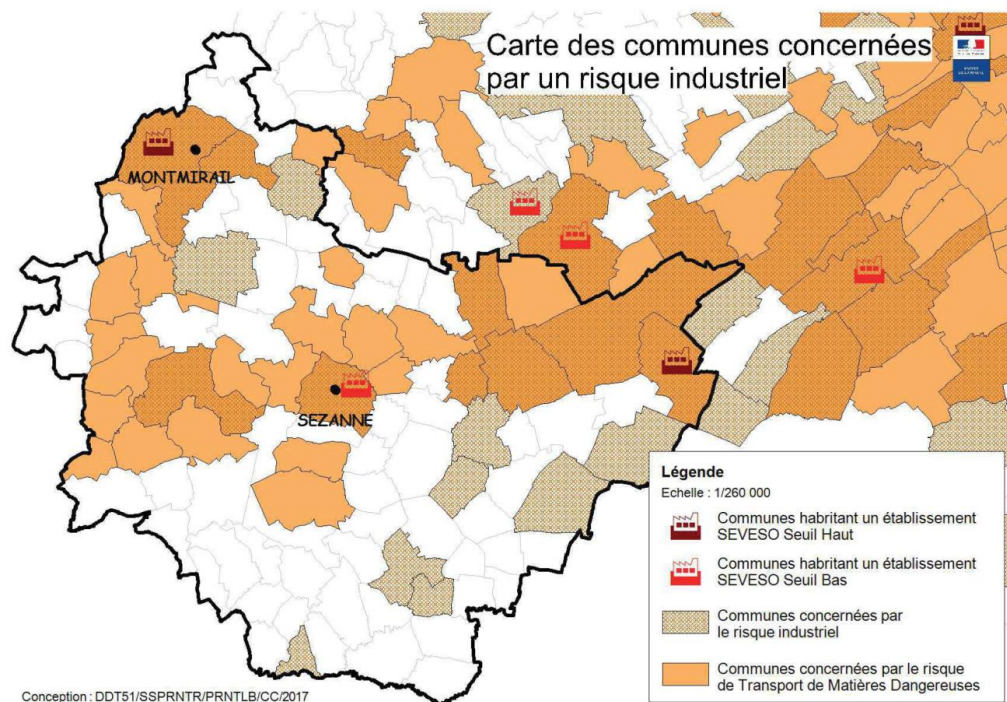 Carte des communes concernées
par un risque industriel
MONTMIRAIL
SEZANNE
Légende
Echelle : 1/260 000
Communes habritant un établissement
SEVESO Seuil Haut
Communes habritant un établissement
SEVESO Seuil Bas
Communes concernées par
le risque industriel
Communes concernées par le risque
de Transport de Matières Dangereuses
Conception : DDT51/SSPRNTR/PRNTLB/CC/2017